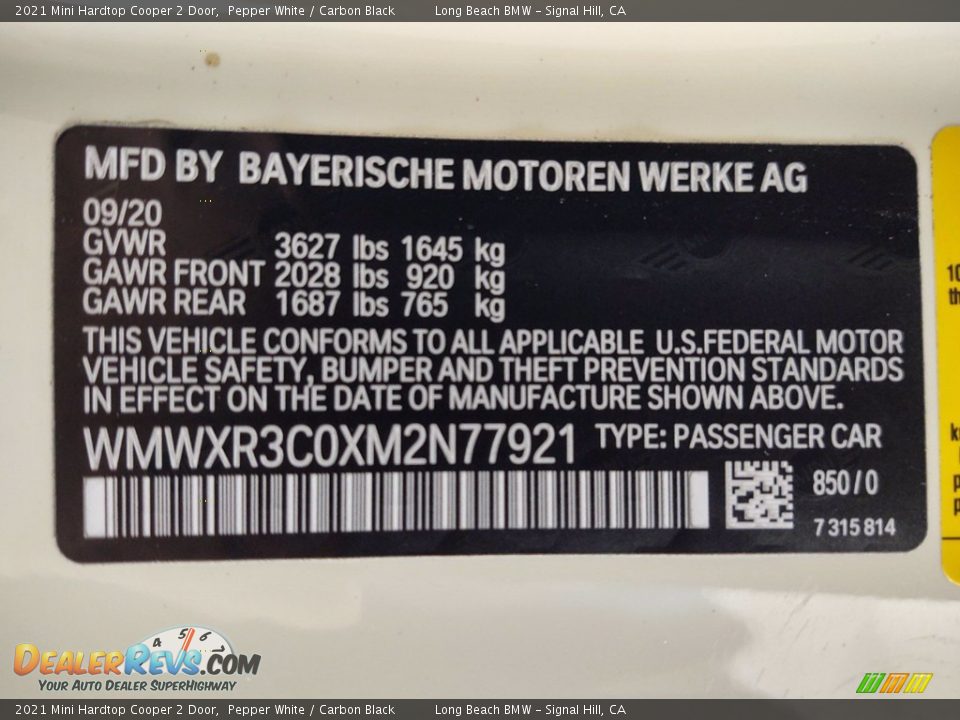 2021 Mini Hardtop Cooper 2 Door, Pepper White / Carbon Black Long Beach BMW - Signal Hill, CA
MFD BY BAYERISCHE MOTOREN WERKE AG
09/20
GVWR 3627 lbs 1645 kg
GAWR FRONT 2028 lbs 920 kg
GAWR REAR 1687 lbs 765 kg
THIS VEHICLE CONFORMS TO ALL APPLICABLE U.S.FEDERAL MOTOR
VEHICLE SAFETY, BUMPER AND THEFT PREVENTION STANDARDS
IN EFFECT ON THE DATE OF MANUFACTURE SHOWN ABOVE.
WMWXR3C0XM2N77921 TYPE: PASSENGER CAR
850/0
7 315 814
4 5 6
DEALERREVS.COM
YOUR AUTO DEALER SUPERHIGHWAY
2021 Mini Hardtop Cooper 2 Door, Pepper White / Carbon Black Long Beach BMW - Signal Hill, CA